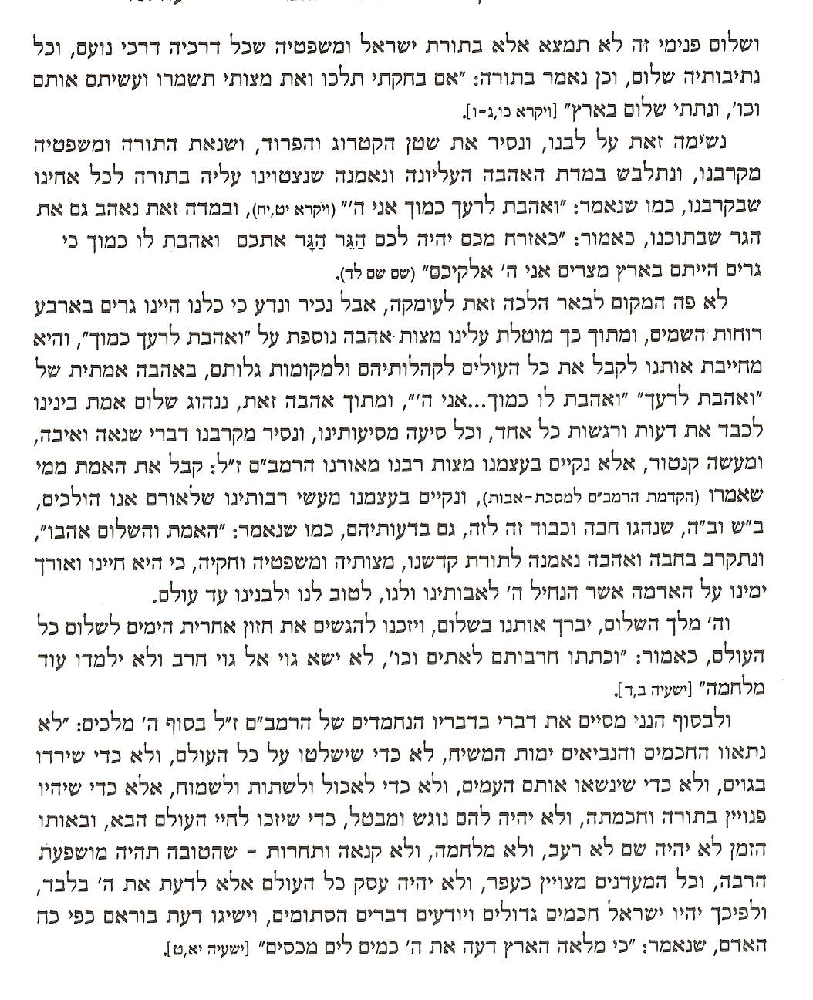 ושלום פנימי זה לא תמצא אלא בתורת ישראל ומשפטיה שכל דרכיה דרכי נועם, וכל
נתיבותיה שלום, וכן נאמר בתורה: "אם בחקתי תלכו ואת מצותי תשמרו ועשיתם אותם
וכו', ונתתי שלום בארץ" [ויקרא כו,ג-ו].
נשימה זאת על לבנו, ונסיר את שטן הקטרוג והפרוד, ושנאת התורה ומשפטיה
מקרבנו, ונתלבש במדת האהבה העליונה ונאמנה שנצטוינו עליה בתורה לכל אחינו
שבקרבנו, כמו שנאמר: "ואהבת לרעך כמוך אני ה'" (ויקרא יט,יח), ובמדה זאת נאהב גם את
הגר שבתוכנו, כאמור: "כאזרח מכם יהיה לכם הַגֵּר הַגָּר אתכם ואהבת לו כמוך כי
גרים הייתם בארץ מצרים אני ה' אלקיכם" (שם שם לד).
לא פה המקום לבאר הלכה זאת לעומקה, אבל נכיר ונדע כי כלנו היינו גרים בארבע
רוחות השמים, ומתוך כך מוטלת עלינו מצות אהבה נוספת על "ואהבת לרעך כמוך", והיא
מחייבת אותנו לקבל את כל העולים לקהלותיהם ולמקומות גלותם, באהבה אמתית של
"ואהבת לרעך" "ואהבת לו כמוך...אני ה'", ומתוך אהבה זאת, ננהוג שלום אמת בינינו
לכבד את דעות ורגשות כל אחד, וכל סיעה מסיעותינו, ונסיר מקרבנו דברי שנאה ואיבה,
ומעשה קנטור, אלא נקיים בעצמנו מצות רבנו מאורנו הרמב"ם ז"ל: קבל את האמת ממי
שאמרו (הקדמת הרמב"ם למסכת-אבות), ונקיים בעצמנו מעשי רבותינו שלאורם אנו הולכים,
ב"ש וב"ה, שנהגו חבה וכבוד זה לזה, גם בדעותיהם, כמו שנאמר: "האמת והשלום אהבו",
ונתקרב בחבה ואהבה נאמנה לתורת קדשנו, מצותיה ומשפטיה וחקיה, כי היא חיינו ואורך
ימינו על האדמה אשר הנחיל ה' לאבותינו ולנו, לטוב לנו ולבנינו עד עולם.
וה' מלך השלום, יברך אותנו בשלום, ויזכנו להגשים את חזון אחרית הימים לשלום כל
העולם, כאמור: "וכתתו חרבותם לאתים וכו', לא ישא גוי אל גוי חרב ולא ילמדו עוד
מלחמה" [ישעיה ב,ד].
ולבסוף הנני מסיים את דברי בדבריו הנחמדים של הרמב"ם ז"ל בסוף ה' מלכים: "לא
נתאוו החכמים והנביאים ימות המשיח, לא כדי שישלטו על כל העולם, ולא כדי שירדו
בגוים, ולא כדי שינשאו אותם העמים, ולא כדי לאכול ולשתות ולשמוח, אלא כדי שיהיו
פנויין בתורה וחכמתה, ולא יהיה להם נוגש ומבטל, כדי שיזכו לחיי העולם הבא, ובאותו
הזמן לא יהיה שם לא רעב, ולא מלחמה, ולא קנאה ותחרות - שהטובה תהיה מושפעת
הרבה, וכל המעדנים מצויין כעפר, ולא יהיה עסק כל העולם אלא לדעת את ה' בלבד,
ולפיכך יהיו ישראל חכמים גדולים ויודעים דברים הסתומים, וישיגו דעת בוראם כפי כח
האדם, שנאמר: "כי מלאה הארץ דעה את ה' כמים לים מכסים" [ישעיה יא,ט].